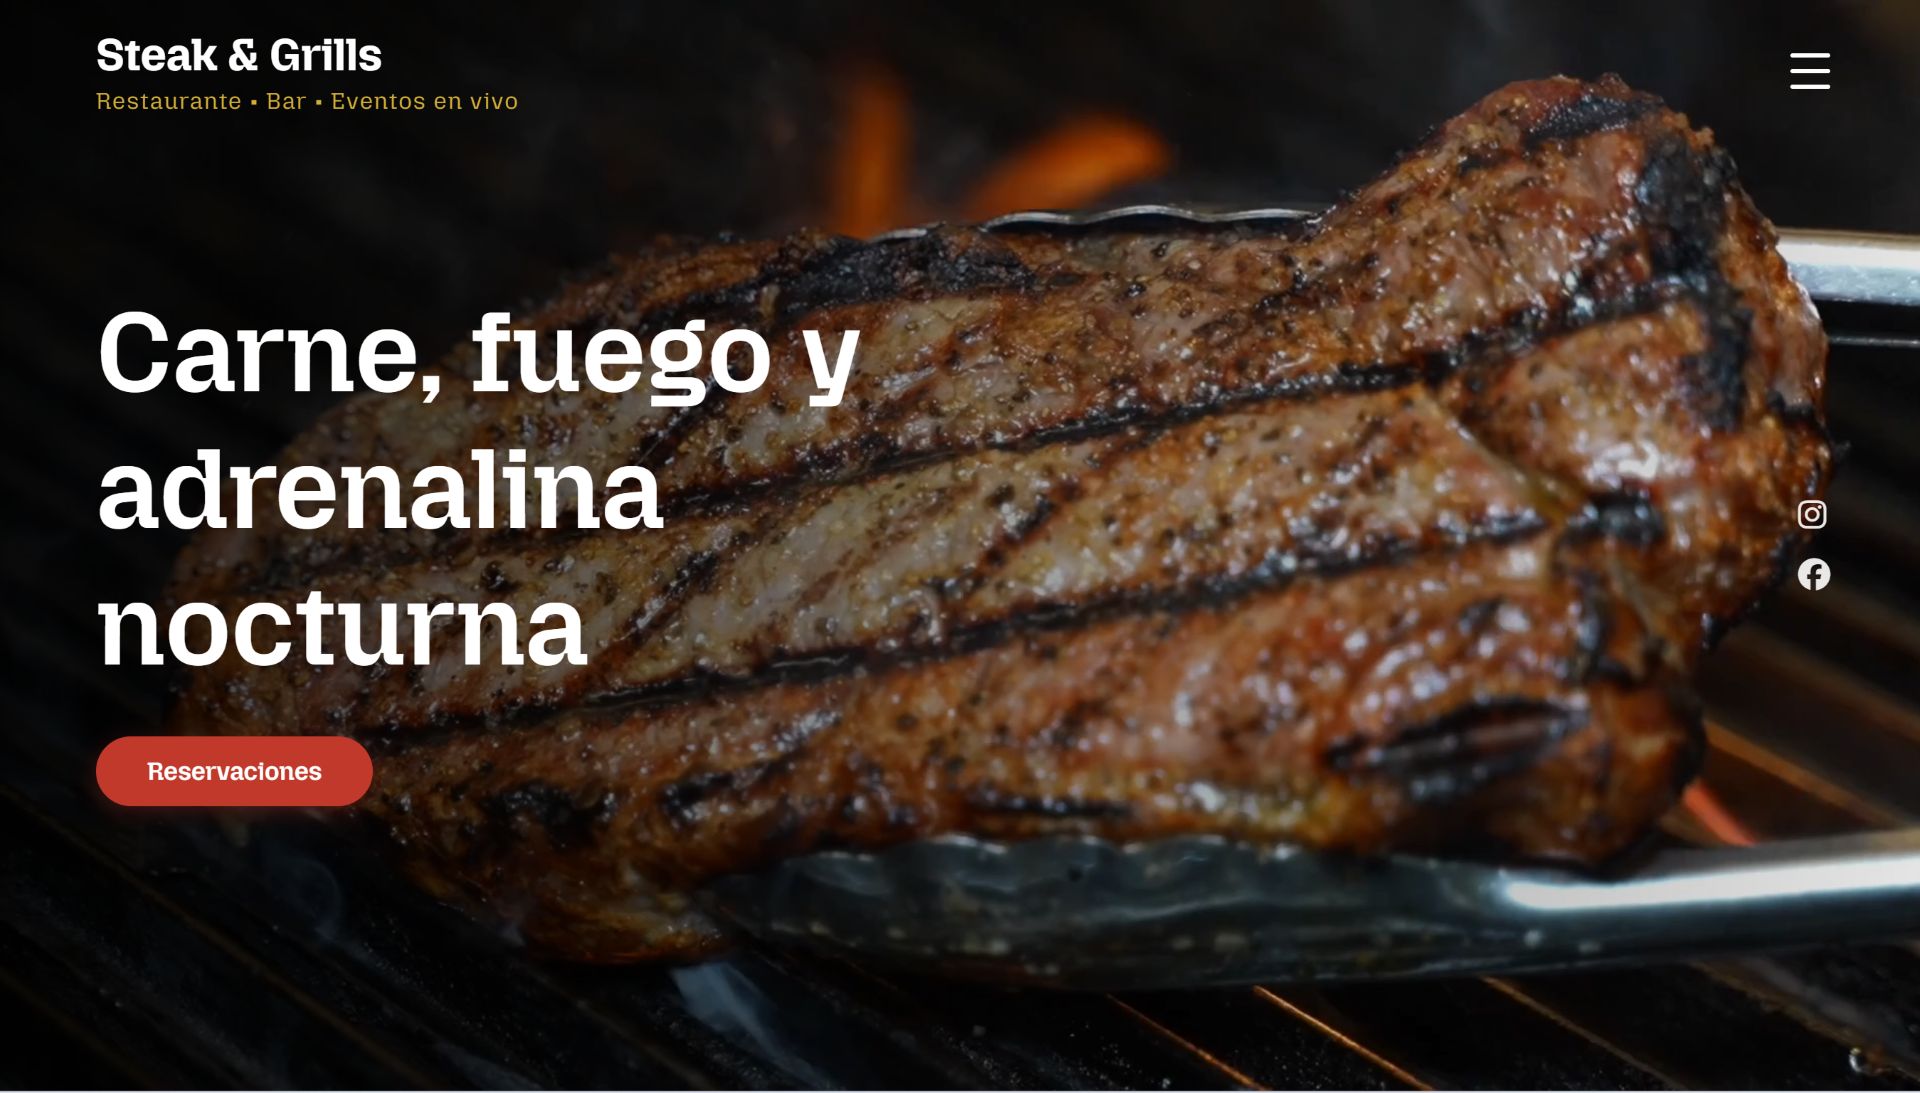 Steak & Grills
Restaurante ▪ Bar ▪ Eventos en vivo
Carne, fuego y
adrenalina
nocturna
Reservaciones